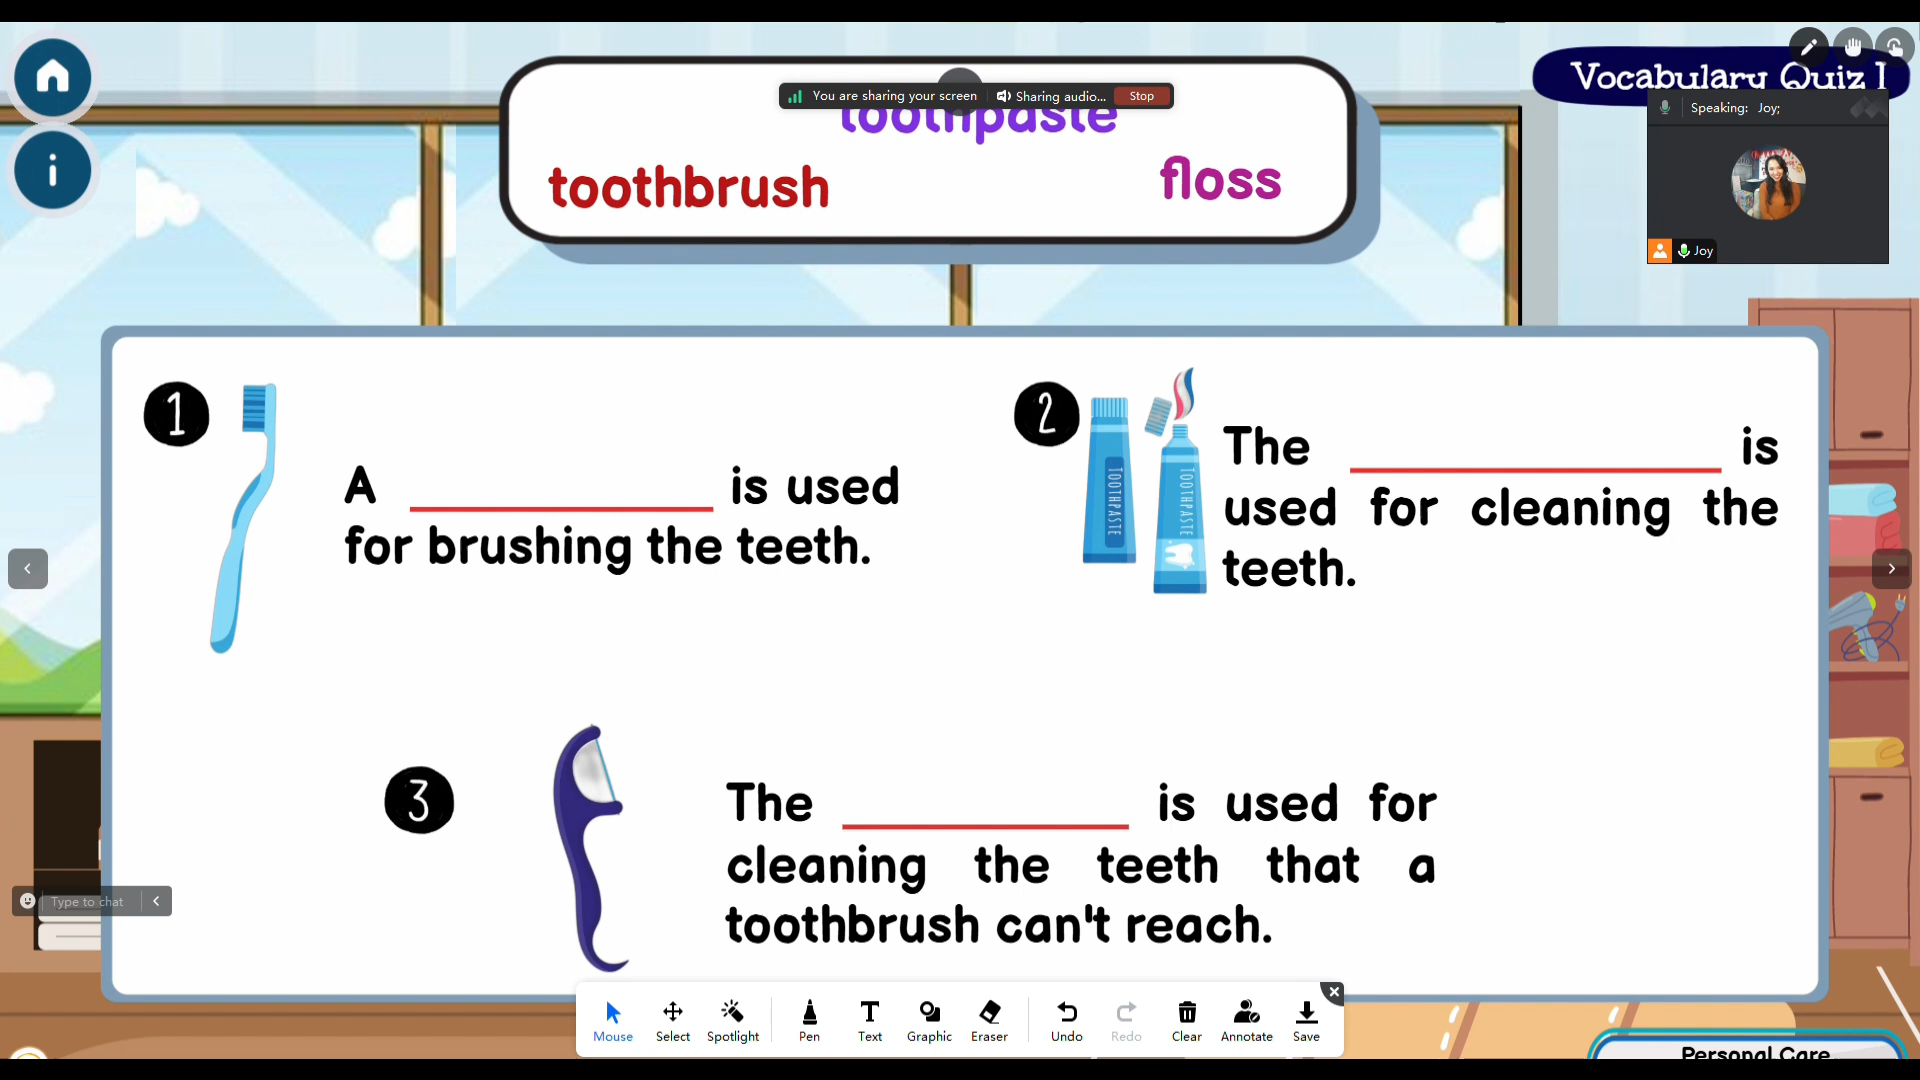 Vocabulary Quiz 1
You are sharing your screen
Sharing audio...
Stop
toothpaste
toothbrush
floss
Speaking: Joy;
Joy
1
A ____________ is used
for brushing the teeth.
2
TOOTHPASTE
TOOTHPASTE
The ____________ is
used for cleaning the
teeth.
3
The ____________ is used for
cleaning the teeth that a
toothbrush can't reach.
Type to chat
Mouse
Select
Spotlight
Pen
Text
Graphic
Eraser
Undo
Redo
Clear
Annotate
Save
Personal Care